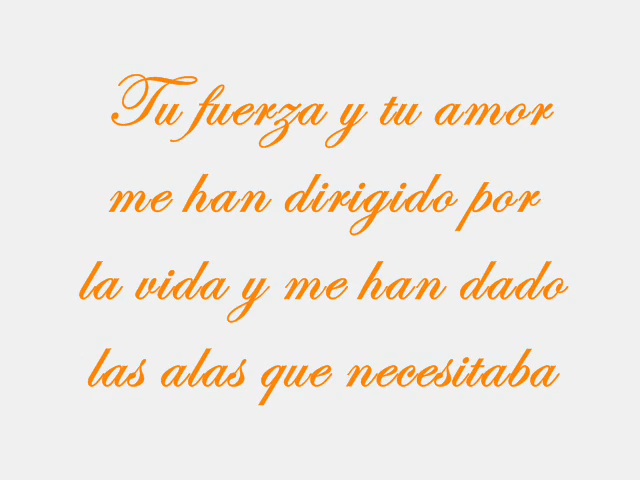 Tu fuerza y tu amor
me han dirigido por
la vida y me han dado
las alas que necesitaba